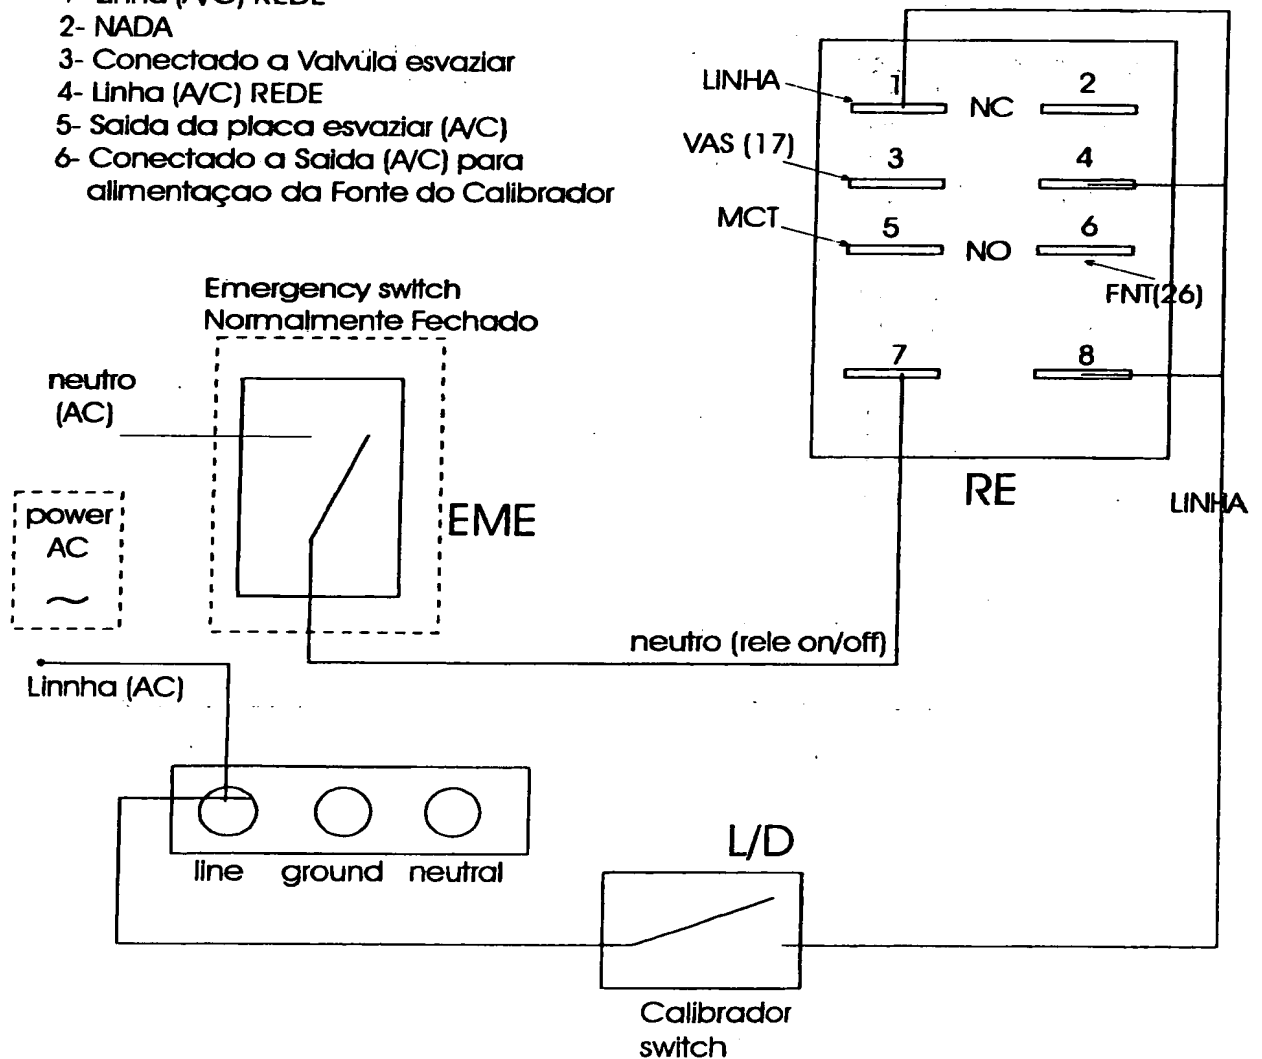 2- NADA
3- Conectado a Valvula esvaziar
4- Linha (A/C) REDE
5- Saida da placa esvaziar (A/C)
6- Conectado a Saida (A/C) para
alimentaçao da Fonte do Calibrador
LINHA
1
NC
2
VAS (17)
3
4
MCT
5
NO
6
FNT(26)
7
8
RE
LINHA
Emergency switch
Normalmente Fechado
neutro
(AC)
EME
power
AC
~
neutro (rele on/off)
Linnha (AC)
line
ground
neutral
L/D
Calibrador
switch